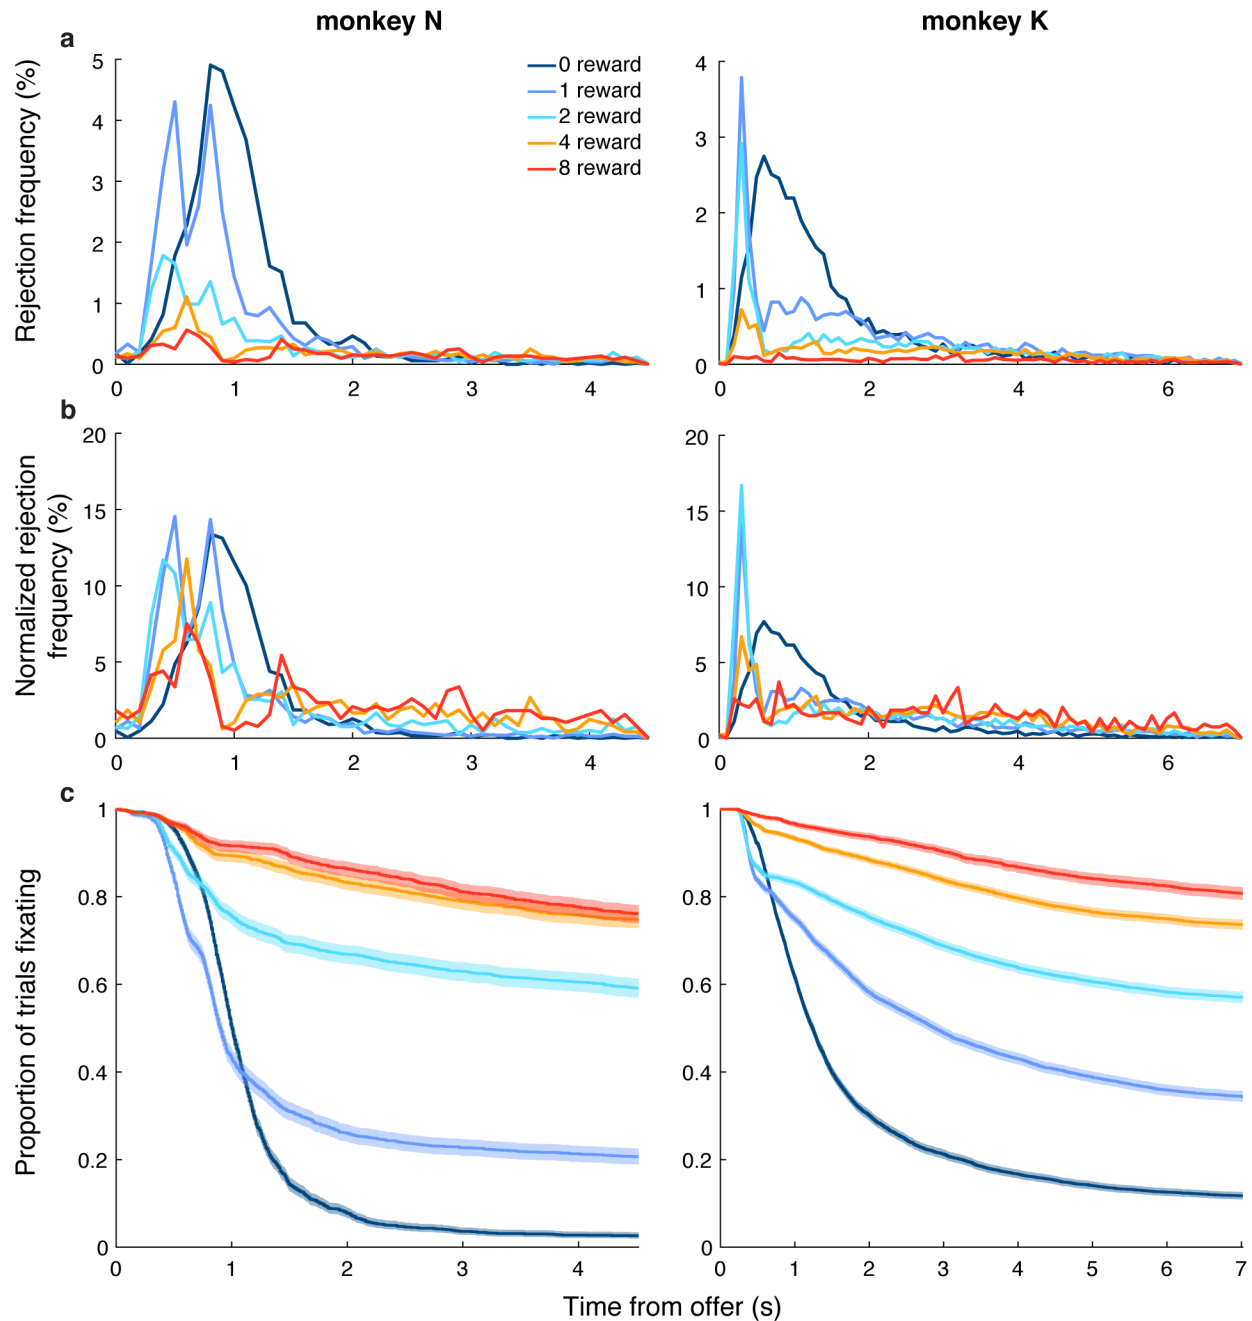 monkey N
monkey K
a
Rejection frequency (%)
5
4
3
2
1
0
0 1 2 3 4
0 reward
1 reward
2 reward
4 reward
8 reward
4
3
2
1
0
0 2 4 6
b
Normalized rejection
frequency (%)
20
15
10
5
0
0 1 2 3 4
20
15
10
5
0
0 2 4 6
c
Proportion of trials fixating
1
0.8
0.6
0.4
0.2
0
0 1 2 3 4
1
0.8
0.6
0.4
0.2
0
0 1 2 3 4 5 6 7
Time from offer (s)